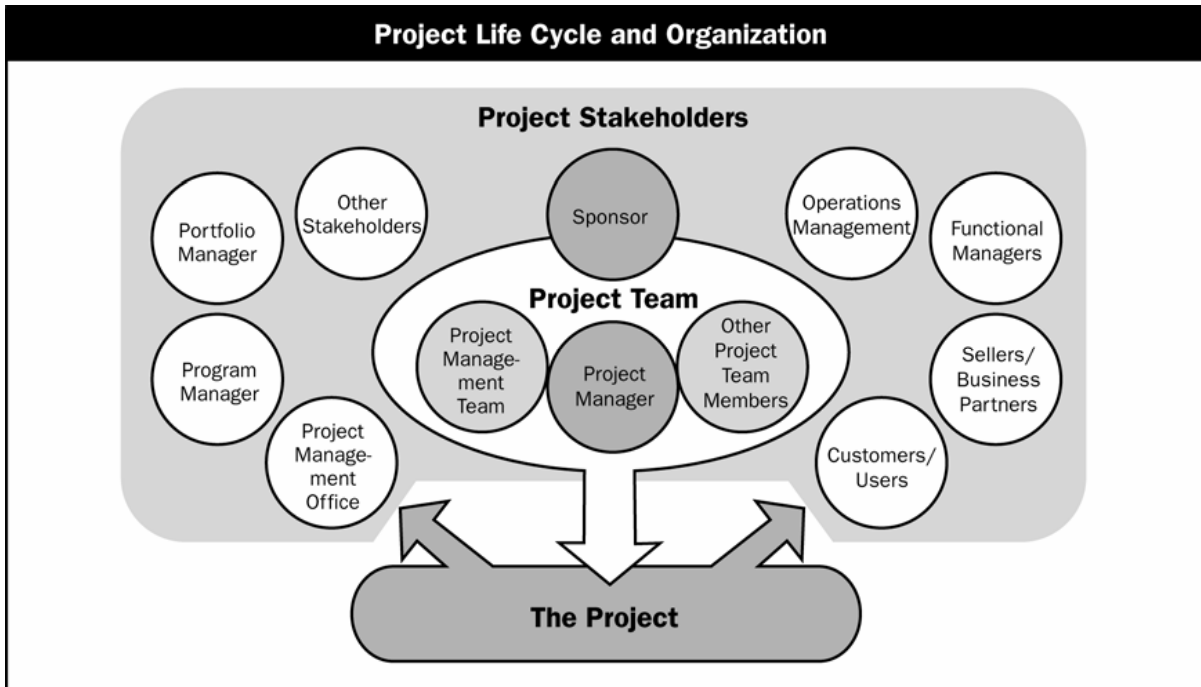 Project Life Cycle and Organization
Project Stakeholders
Portfolio
Manager
Other
Stakeholders
Sponsor
Operations
Management
Functional
Managers
Project Team
Program
Manager
Project
Manage-
ment
Team
Project
Manager
Other
Project
Team
Members
Sellers/
Business
Partners
Project
Manage-
ment
Office
Customers/
Users
The Project